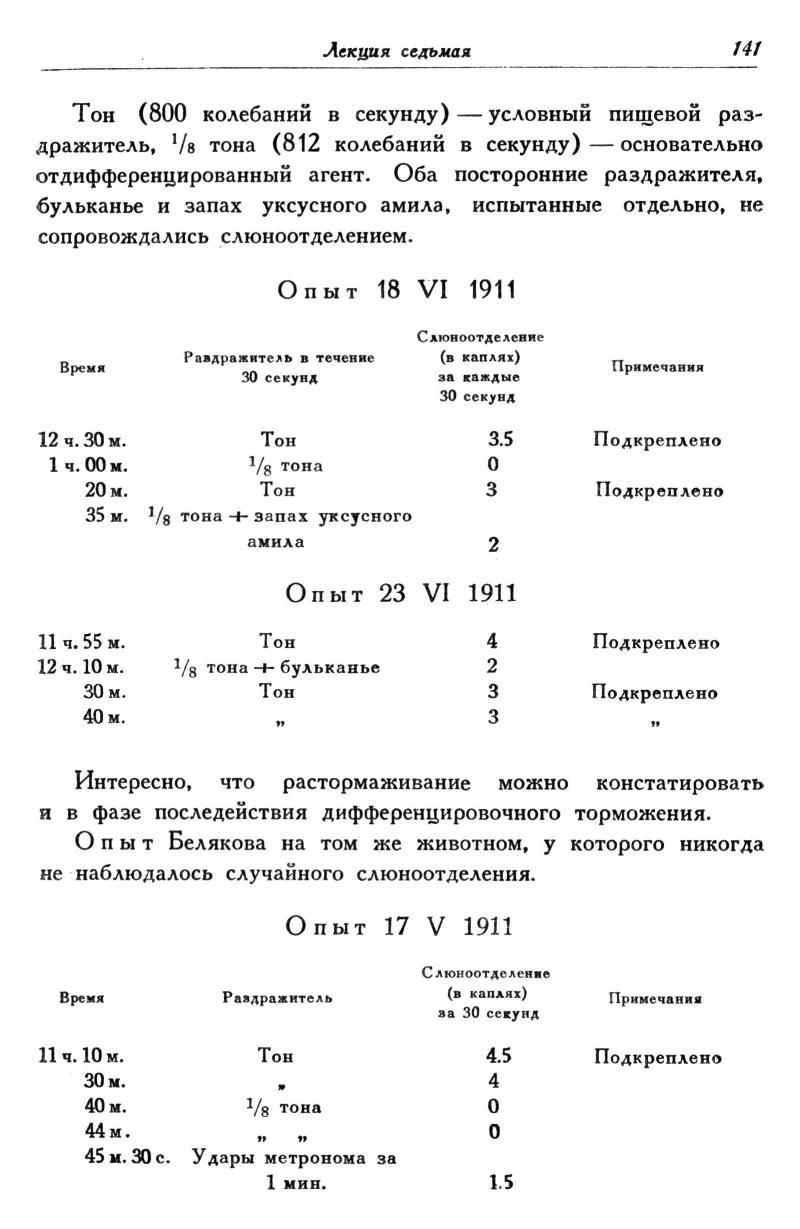 Лекция седьмая 141
Тон (800 колебаний в секунду) — условный пищевой раз-
дражитель, 1/8 тона (812 колебаний в секунду) — основательно
отдифференцированный агент. Оба посторонние раздражителя,
бульканье и запах уксусного амила, испытанные отдельно, не
сопровождались слюноотделением.
Опыт 18 VI 1911
Время Раздражитель в течение 30 секунд Слюноотделение (в каплях) за каждые 30 секунд Примечания
12 ч. 30 м. Тон 3.5 Подкреплено
1 ч. 00 м. 1/8 тона 0
20 м. Тон 3 Подкреплено
35 м. 1/8 тона + запах уксусного
амила 2
Опыт 23 VI 1911
11 ч. 55 м. Тон 4 Подкреплено
12 ч. 10 м. 1/8 тона + бульканье 2
30 м. Тон 3 Подкреплено
40 м. „ 3 „
Интересно, что растормаживание можно констатировать
и в фазе последействия дифференцировочного торможения.
Опыт Белякова на том же животном, у которого никогда
не наблюдалось случайного слюноотделения.
Опыт 17 V 1911
Время Раздражитель Слюноотделение (в каплях) за 30 секунд Примечания
11 ч. 10 м. Тон 4.5 Подкреплено
30 м. „ 4
40 м. 1/8 тона 0
44 м. „ „ 0
45 м. 30 с. Удары метронома за
1 мин. 1.5